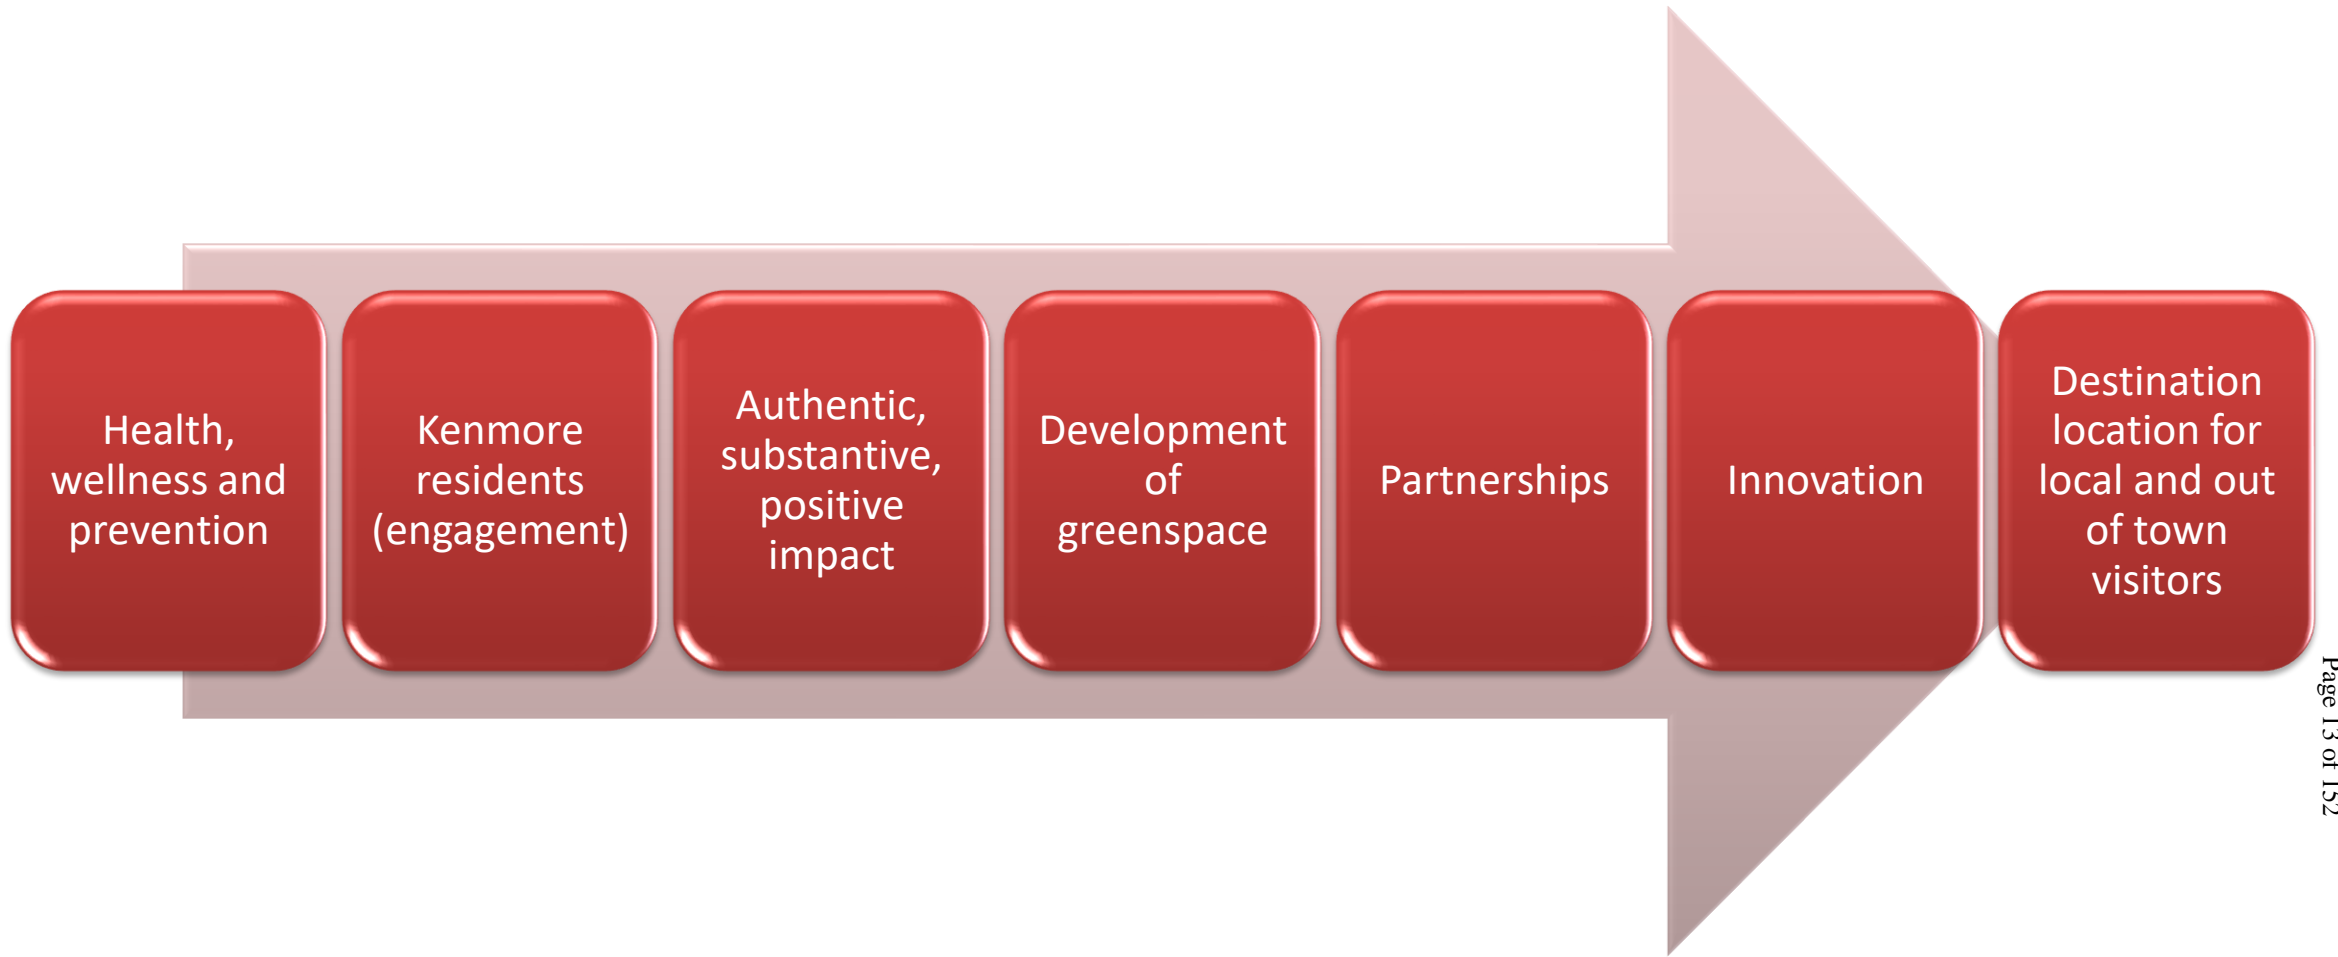 Health,
wellness and
prevention
Kenmore
residents
(engagement)
Authentic,
substantive,
positive
impact
Development
of
greenspace
Partnerships
Innovation
Destination
location for
local and out
of town
visitors
Page 13 of 152